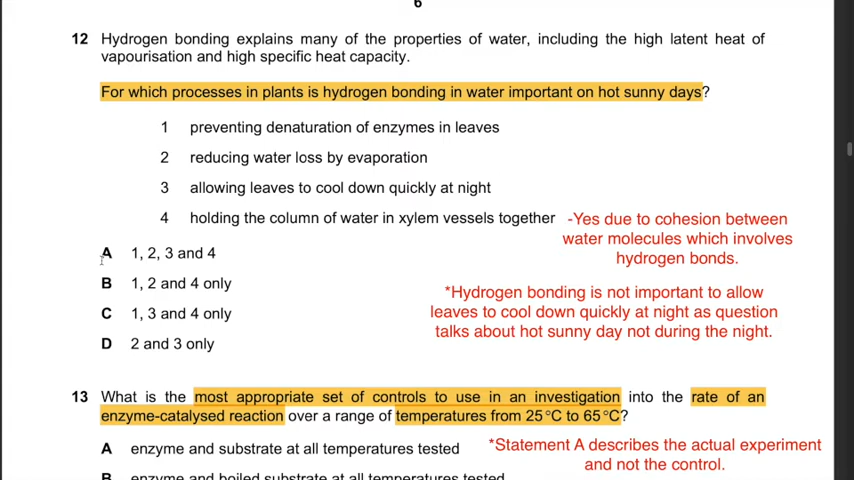 6
12 Hydrogen bonding explains many of the properties of water, including the high latent heat of
vapourisation and high specific heat capacity.
For which processes in plants is hydrogen bonding in water important on hot sunny days?
1 preventing denaturation of enzymes in leaves
2 reducing water loss by evaporation
3 allowing leaves to cool down quickly at night
4 holding the column of water in xylem vessels together
-Yes due to cohesion between
water molecules which involves
hydrogen bonds.
A 1, 2, 3 and 4
B 1, 2 and 4 only
C 1, 3 and 4 only
D 2 and 3 only
*Hydrogen bonding is not important to allow
leaves to cool down quickly at night as question
talks about hot sunny day not during the night.
13 What is the most appropriate set of controls to use in an investigation into the rate of an
enzyme-catalysed reaction over a range of temperatures from 25 °C to 65 °C?
A enzyme and substrate at all temperatures tested
*Statement A describes the actual experiment
and not the control.
B enzyme and boiled substrate at all temperatures tested